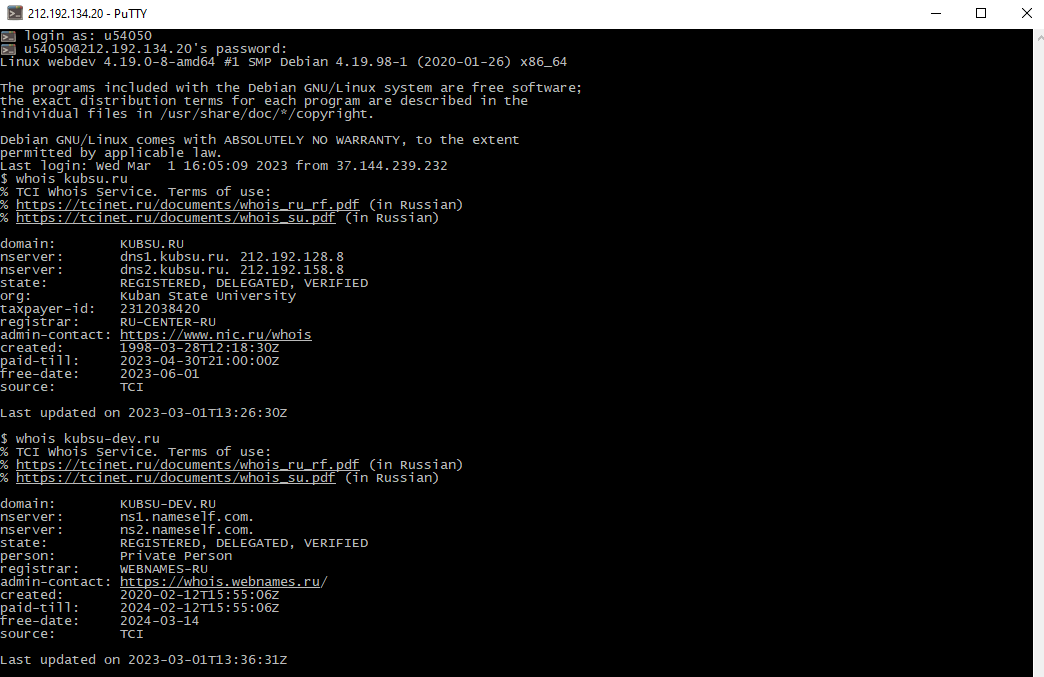 212.192.134.20 - PuTTY
login as: u54050
u54050@212.192.134.20's password:
Linux webdev 4.19.0-8-amd64 #1 SMP Debian 4.19.98-1 (2020-01-26) x86_64

The programs included with the Debian GNU/Linux system are free software;
the exact distribution terms for each program are described in the
individual files in /usr/share/doc/*/copyright.

Debian GNU/Linux comes with ABSOLUTELY NO WARRANTY, to the extent
permitted by applicable law.
Last login: Wed Mar  1 16:05:09 2023 from 37.144.239.232
$ whois kubsu.ru
% TCI Whois Service. Terms of use:
% https://tcinet.ru/documents/whois_ru_rf.pdf (in Russian)
% https://tcinet.ru/documents/whois_su.pdf (in Russian)

domain:        KUBSU.RU
nserver:       dns1.kubsu.ru. 212.192.128.8
nserver:       dns2.kubsu.ru. 212.192.158.8
state:         REGISTERED, DELEGATED, VERIFIED
org:           Kuban State University
taxpayer-id:   2312038420
registrar:     RU-CENTER-RU
admin-contact: https://www.nic.ru/whois
created:       1998-03-28T12:18:30Z
paid-till:     2023-04-30T21:00:00Z
free-date:     2023-06-01
source:        TCI

Last updated on 2023-03-01T13:26:30Z

$ whois kubsu-dev.ru
% TCI Whois Service. Terms of use:
% https://tcinet.ru/documents/whois_ru_rf.pdf (in Russian)
% https://tcinet.ru/documents/whois_su.pdf (in Russian)

domain:        KUBSU-DEV.RU
nserver:       ns1.nameself.com.
nserver:       ns2.nameself.com.
state:         REGISTERED, DELEGATED, VERIFIED
person:        Private Person
registrar:     WEBNAMES-RU
admin-contact: https://whois.webnames.ru/
created:       2020-02-12T15:55:06Z
paid-till:     2024-02-12T15:55:06Z
free-date:     2024-03-14
source:        TCI

Last updated on 2023-03-01T13:36:31Z